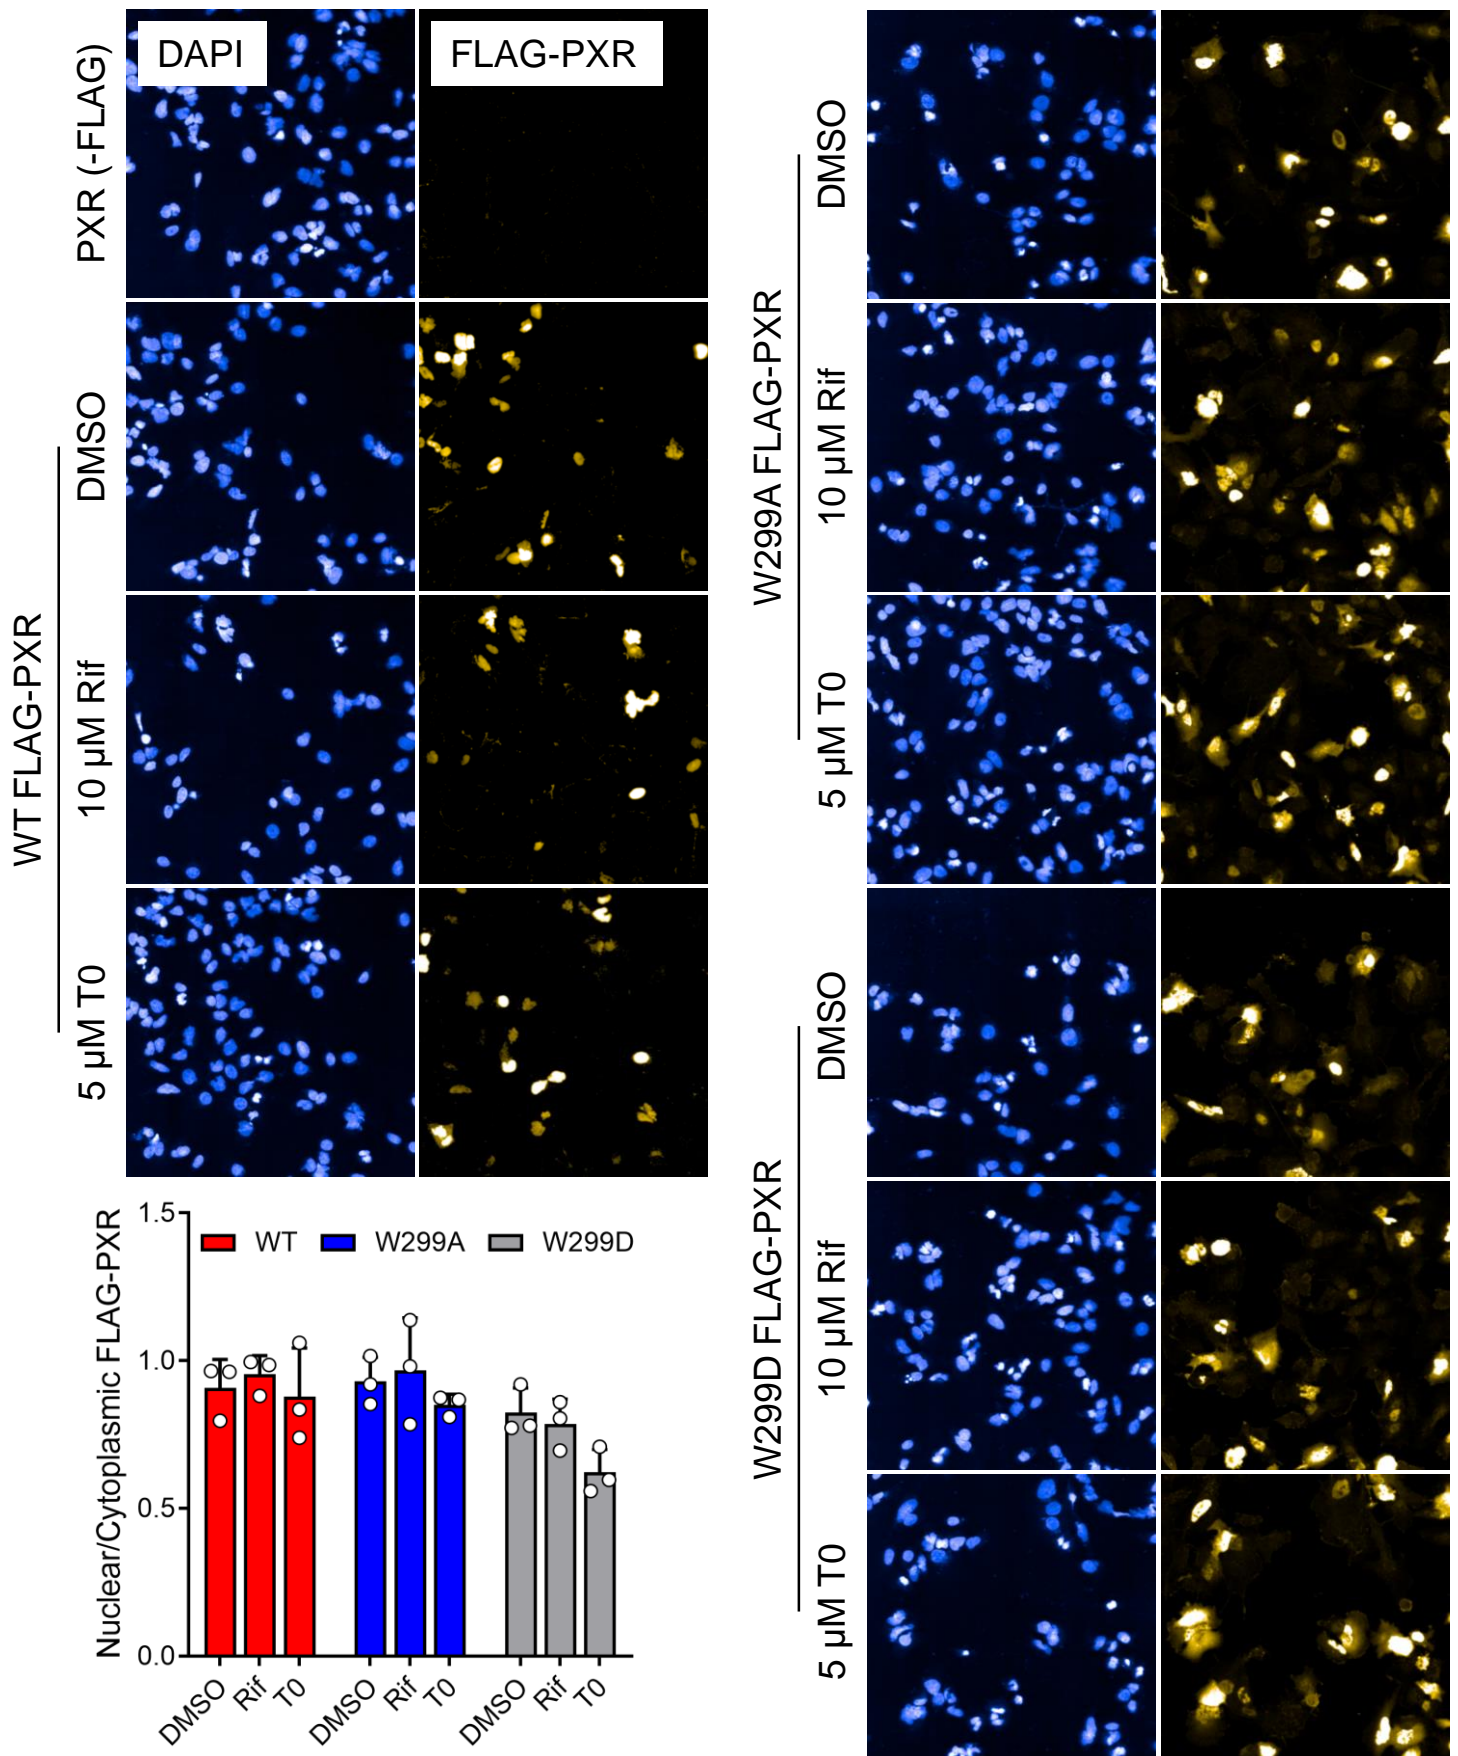 DAPI
FLAG-PXR
PXR (-FLAG)
WT FLAG-PXR
DMSO
10 µM Rif
5 µM T0
W299A FLAG-PXR
DMSO
10 µM Rif
5 µM T0
W299D FLAG-PXR
DMSO
10 µM Rif
5 µM T0
Nuclear/Cytoplasmic FLAG-PXR
1.5
1.0
0.5
0.0
WT W299A W299D
DMSO Rif T0 DMSO Rif T0 DMSO Rif T0